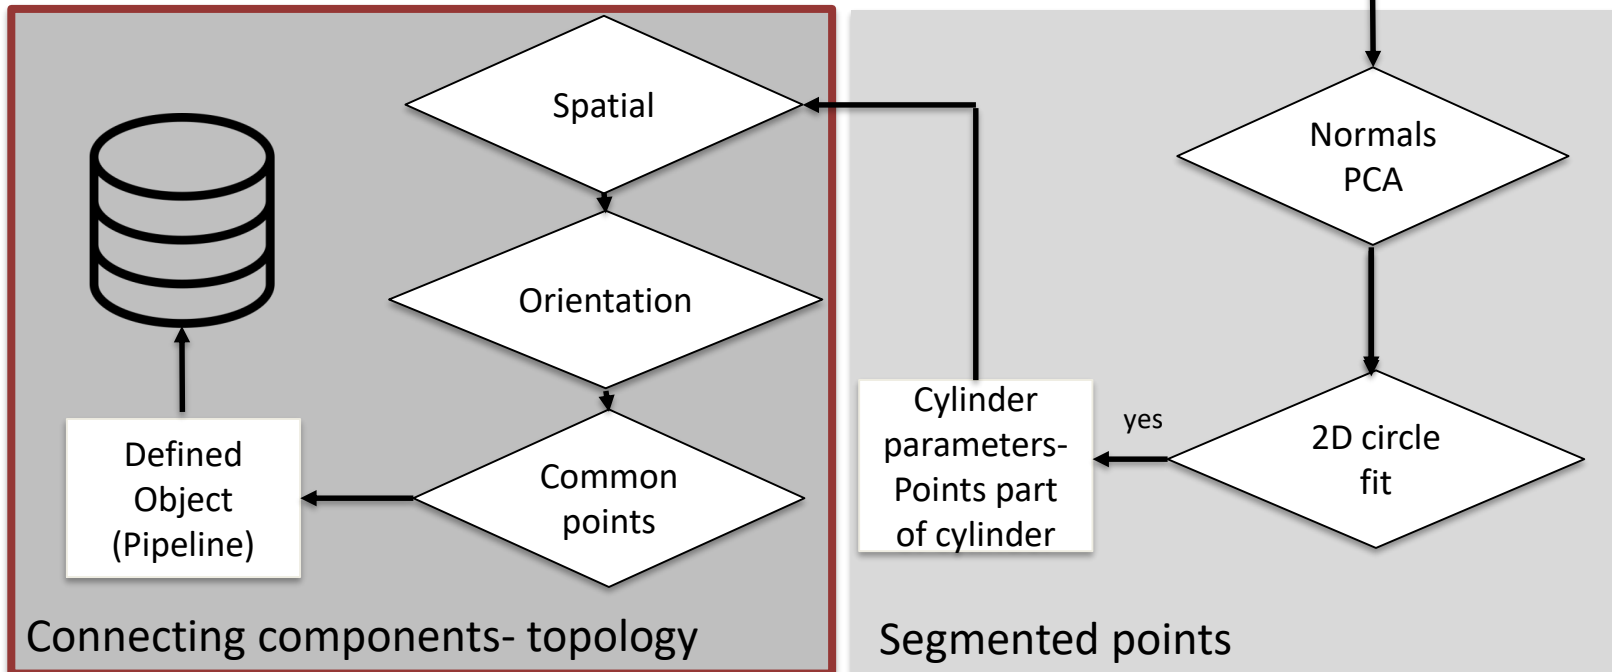 Spatial
Orientation
Common
points
Defined
Object
(Pipeline)
Connecting components- topology
Normals
PCA
2D circle
fit
yes
Cylinder
parameters-
Points part
of cylinder
Segmented points